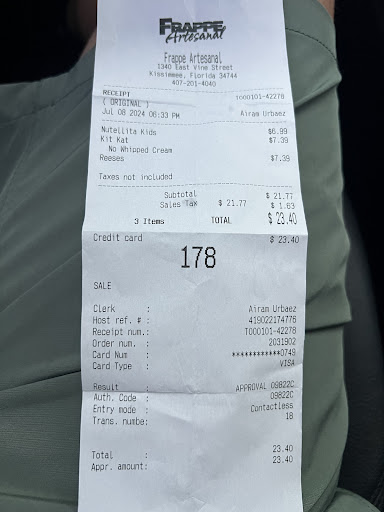 FRAPPE
Artesanal
Frappe Artesanal
1340 East Vine Street
Kissimmee, Florida 34744
407-201-4040
RECEIPT T000101-42278
( ORIGINAL )
Jul 08 2024 06:33 PM Airam Urbaez
Nutellita Kids $6.99
Kit Kat $7.39
No Whipped Cream
Reeses $7.39
Taxes not included
Subtotal $ 21.77
Sales Tax $ 21.77 $ 1.63
3 Items TOTAL $ 23.40
Credit card $ 23.40
178
SALE
Clerk : Airam Urbaez
Host ref. # : 419022174776
Receipt num.: T000101-42278
Order num. : 2031902
Card Num : ************0749
Card Type : VISA
Result : APPROVAL 09822C
Auth. Code : 09822C
Entry mode : Contactless
Trans. numbe: 18
Total : 23.40
Appr. amount: 23.40